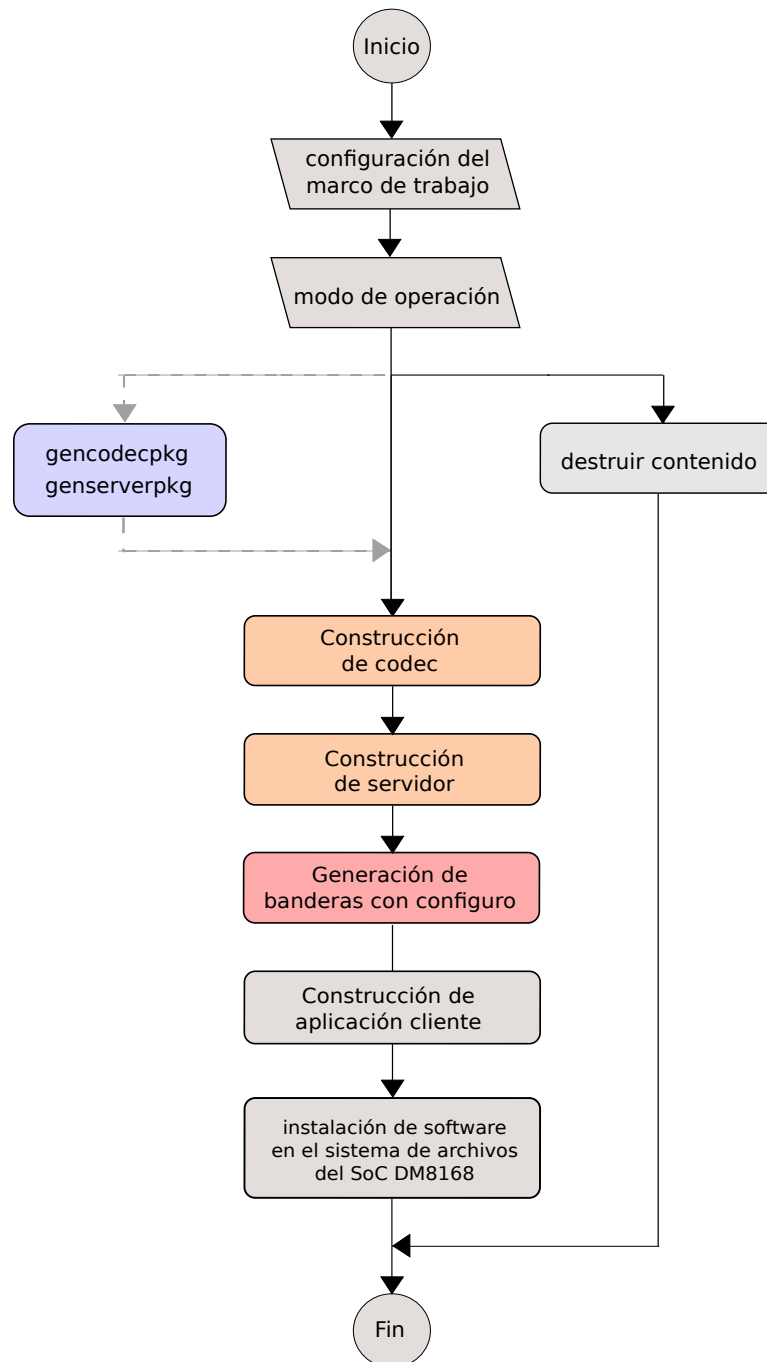 Inicio
configuración del
marco de trabajo
modo de operación
gencodecpkg
genserverpkg
destruir contenido
Construcción
de codec
Construcción
de servidor
Generación de
banderas con configuro
Construcción de
aplicación cliente
instalación de software
en el sistema de archivos
del SoC DM8168
Fin